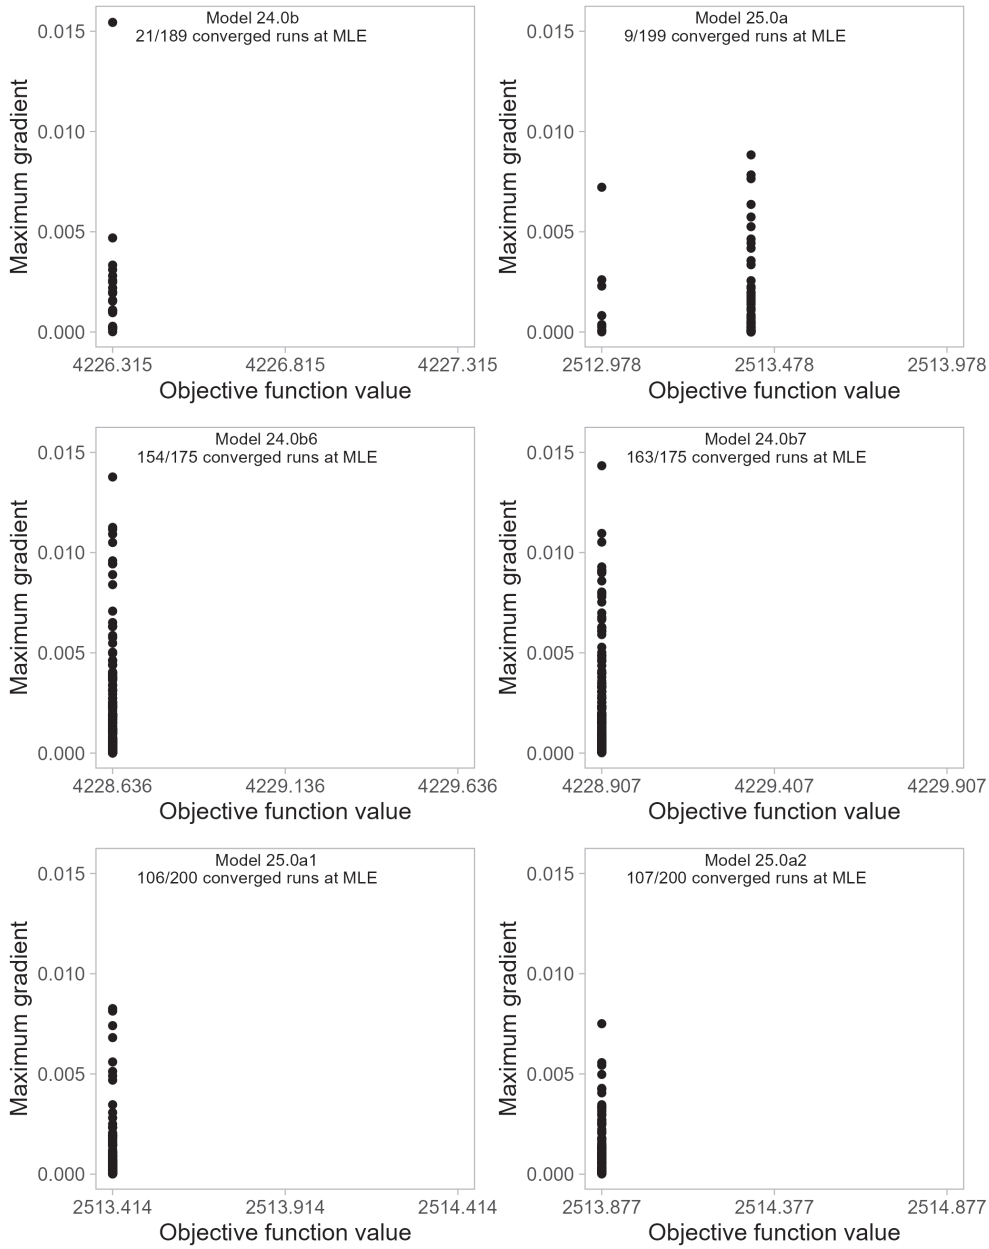 Model 24.0b
21/189 converged runs at MLE
Maximum gradient
0.015
0.010
0.005
0.000
4226.315
4226.815
4227.315
Objective function value
Model 25.0a
9/199 converged runs at MLE
Maximum gradient
0.015
0.010
0.005
0.000
2512.978
2513.478
2513.978
Objective function value
Model 24.0b6
154/175 converged runs at MLE
Maximum gradient
0.015
0.010
0.005
0.000
4228.636
4229.136
4229.636
Objective function value
Model 24.0b7
163/175 converged runs at MLE
Maximum gradient
0.015
0.010
0.005
0.000
4228.907
4229.407
4229.907
Objective function value
Model 25.0a1
106/200 converged runs at MLE
Maximum gradient
0.015
0.010
0.005
0.000
2513.414
2513.914
2514.414
Objective function value
Model 25.0a2
107/200 converged runs at MLE
Maximum gradient
0.015
0.010
0.005
0.000
2513.877
2514.377
2514.877
Objective function value